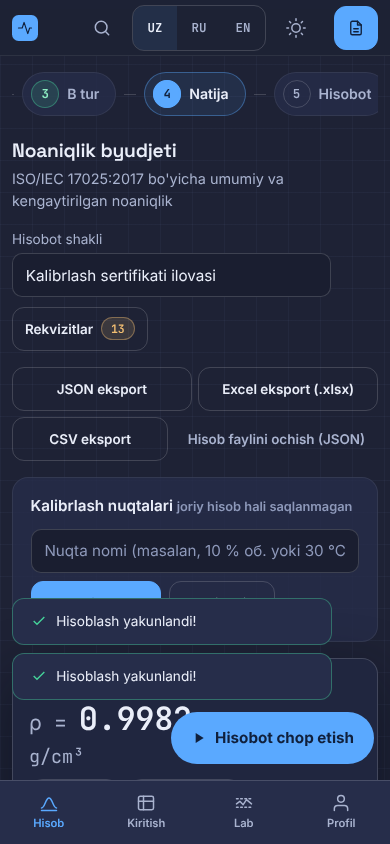 UZ RU EN
3 B tur 4 Natija 5 Hisobot
Noaniqlik byudjeti
ISO/IEC 17025:2017 bo'yicha umumiy va
kengaytirilgan noaniqlik
Hisobot shakli
Kalibrlash sertifikati ilovasi
Rekvizitlar 13
JSON eksport Excel eksport (.xlsx)
CSV eksport Hisob faylini ochish (JSON)
Kalibrlash nuqtalari joriy hisob hali saqlanmagan
Nuqta nomi (masalan, 10 % об. yoki 30 °C
Hisoblash yakunlandi!
Hisoblash yakunlandi!
ρ = 0.9982
g/cm³
Hisobot chop etish
Hisob Kiritish Lab Profil